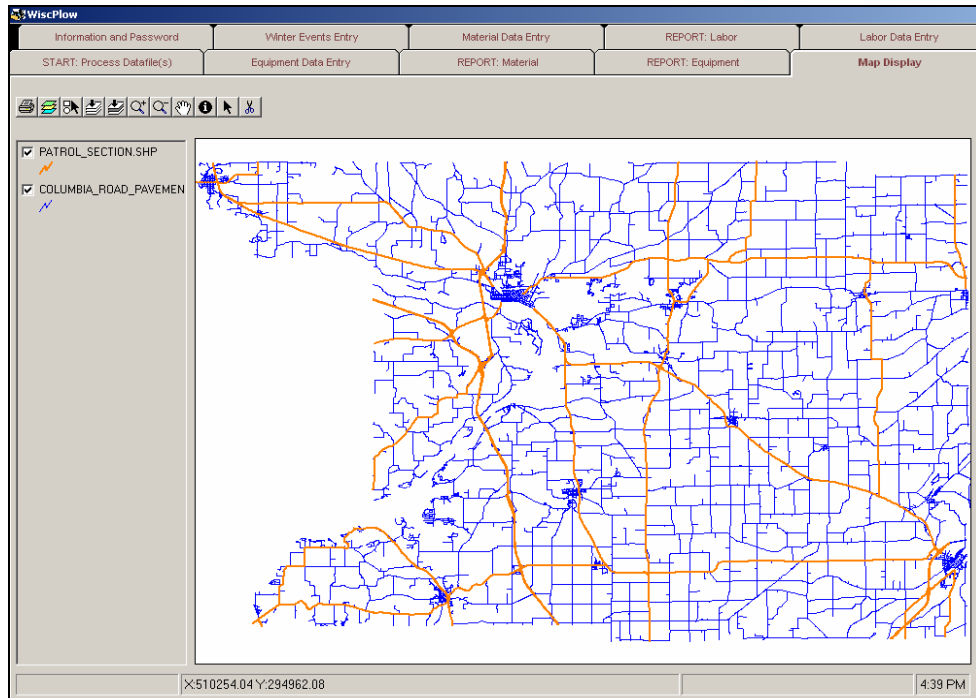 WiscPlow
Information and Password
Winter Events Entry
Material Data Entry
REPORT: Labor
Labor Data Entry
START: Process Datafile(s)
Equipment Data Entry
REPORT: Material
REPORT: Equipment
Map Display
PATROL_SECTION.SHP
COLUMBIA_ROAD_PAVEMEN
X:510254.04 Y:294962.08
4:39 PM